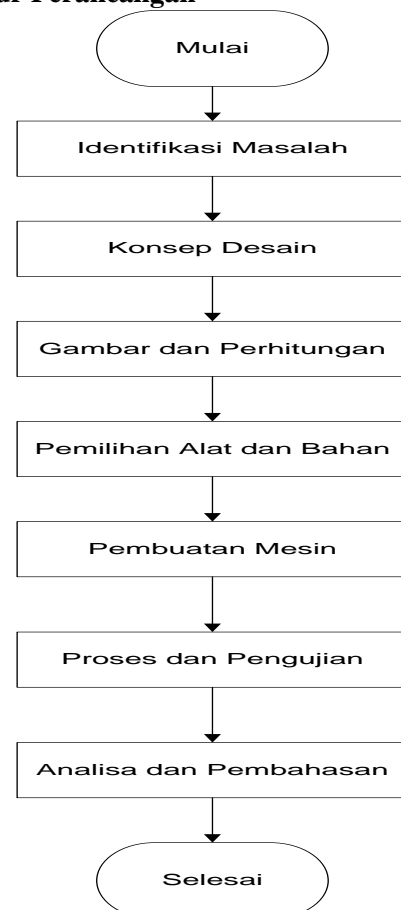 Mulai
Identifikasi Masalah
Konsep Desain
Gambar dan Perhitungan
Pemilihan Alat dan Bahan
Pembuatan Mesin
Proses dan Pengujian
Analisa dan Pembahasan
Selesai